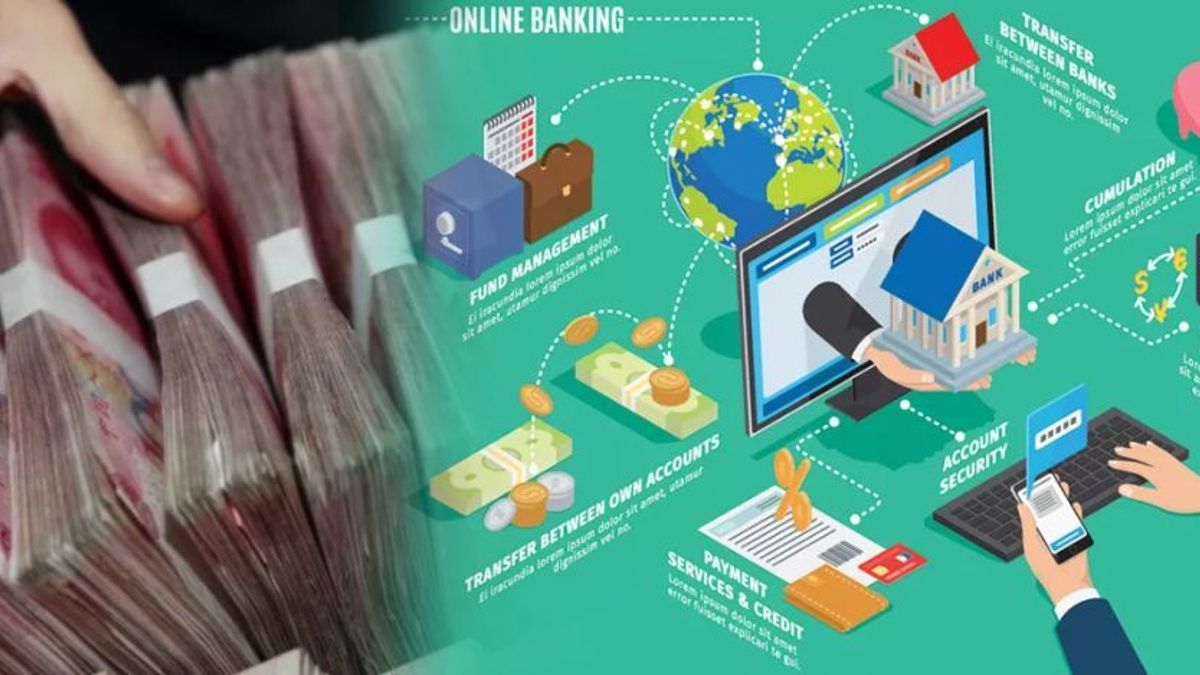 ONLINE BANKING
TRANSFER
BETWEEN BANKS
Ei iracundia lorem ipsum dolor
sit amet, utamur dignissim
vel no.
FUND MANAGEMENT
Ei iracundia lorem ipsum dolor
sit amet, utamur dignissim vel no.
CUMULATION
Lorem ipsum dolor sit amet
error fuisset explicari te qui.
BANK
BANK
TRANSFER BETWEEN OWN ACCOUNTS
Ei iracundia lorem ipsum dolor sit amet, utamur
dignissim vel no.
ACCOUNT
SECURITY
PAYMENT
SERVICES & CREDIT
Lorem ipsum dolor sit amet
error fuisset explicari te qui.